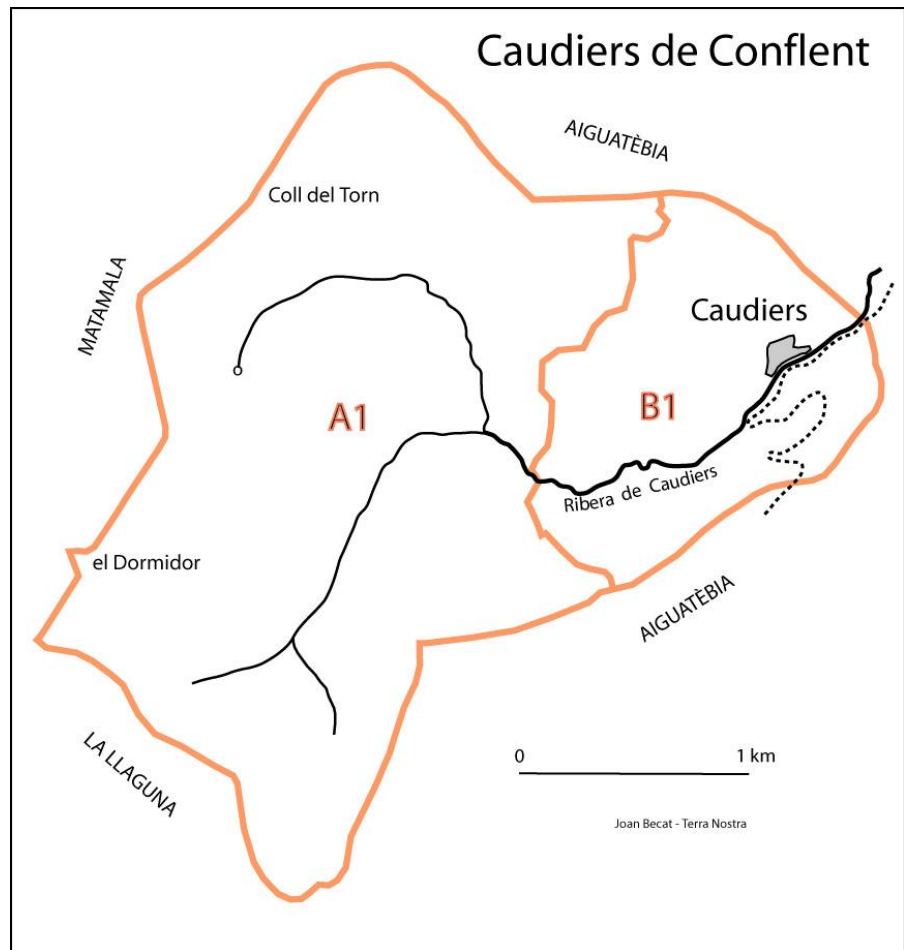 Caudiers de Conflent
AIGUATÈBIA
Coll del Torn
MATAMALA
Caudiers
A1
B1
Ribera de Caudiers
el Dormidor
AIGUATÈBIA
LA LLAGUNA
0 1 km
Joan Becat - Terra Nostra